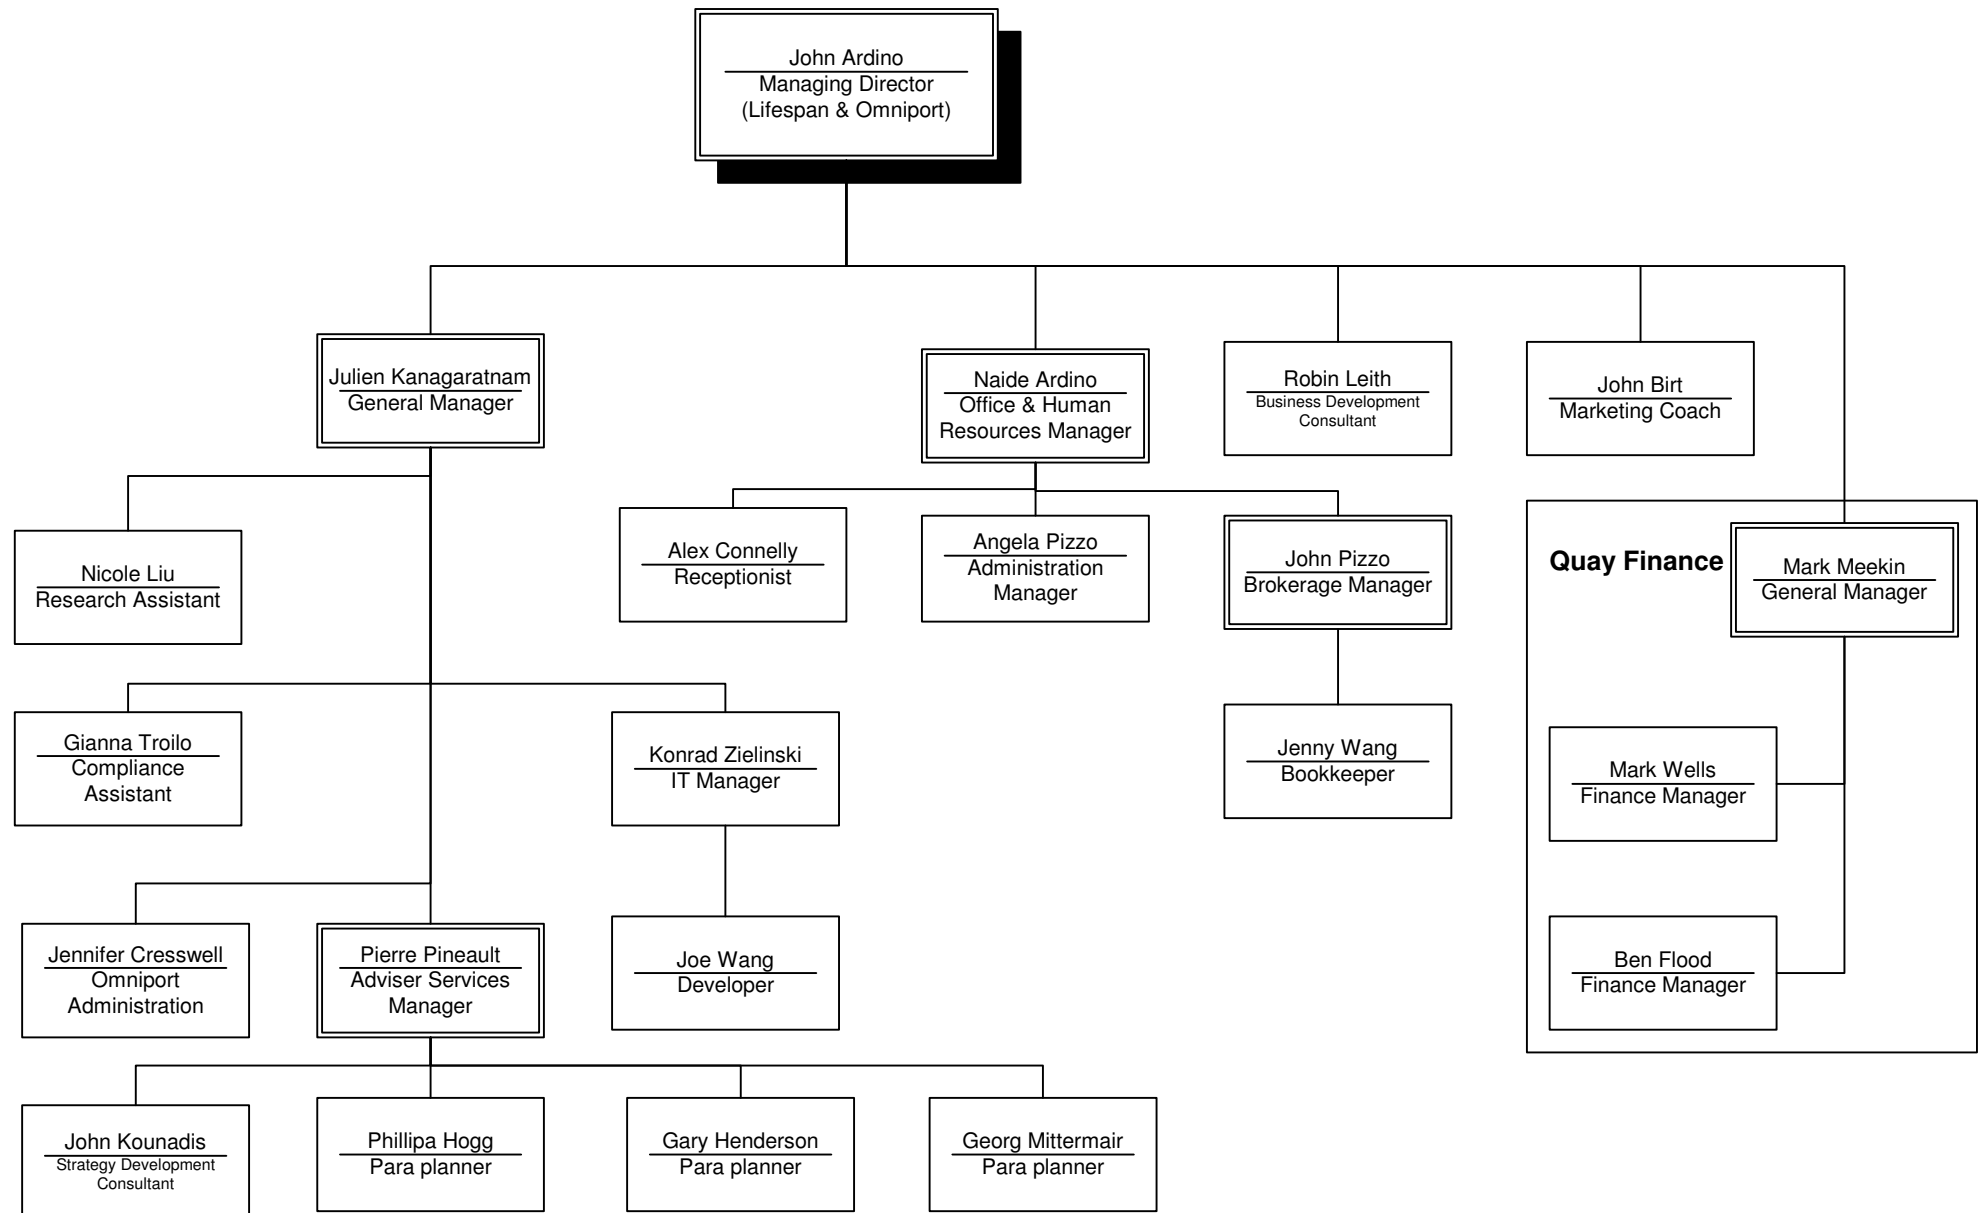 John Ardino
Managing Director
(Lifespan & Omniport)
Julien Kanagaratnam
General Manager
Naide Ardino
Office & Human
Resources Manager
Robin Leith
Business Development
Consultant
John Birt
Marketing Coach
Nicole Liu
Research Assistant
Alex Connelly
Receptionist
Angela Pizzo
Administration
Manager
John Pizzo
Brokerage Manager
Quay Finance
Mark Meekin
General Manager
Gianna Troilo
Compliance
Assistant
Konrad Zielinski
IT Manager
Jenny Wang
Bookkeeper
Mark Wells
Finance Manager
Jennifer Cresswell
Omniport
Administration
Pierre Pineault
Adviser Services
Manager
Joe Wang
Developer
Ben Flood
Finance Manager
John Kounadis
Strategy Development
Consultant
Phillipa Hogg
Para planner
Gary Henderson
Para planner
Georg Mittermair
Para planner